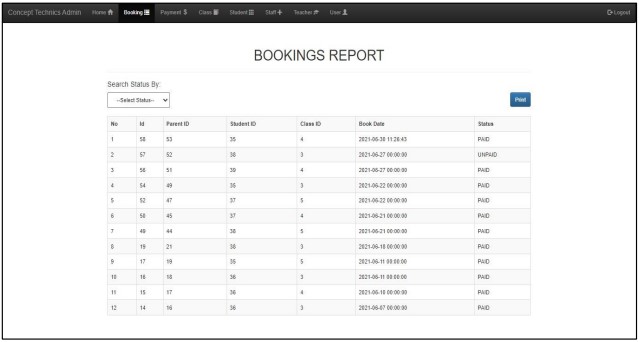 Concept Technics Admin Home Booking Payment $ Class Student Staff Teacher User Logout
BOOKINGS REPORT
Search Status By:
--Select Status--
Print
No Id Parent ID Student ID Class ID Book Date Status
1 58 53 35 4 2021-06-30 11:26:43 PAID
2 57 52 38 3 2021-06-27 00:00:00 UNPAID
3 56 51 39 4 2021-06-27 00:00:00 PAID
4 54 49 35 3 2021-06-22 00:00:00 PAID
5 52 47 37 5 2021-06-22 00:00:00 PAID
6 50 45 37 4 2021-06-21 00:00:00 PAID
7 49 44 38 5 2021-06-21 00:00:00 PAID
8 19 21 38 3 2021-06-18 00:00:00 PAID
9 17 19 35 5 2021-06-11 00:00:00 PAID
10 16 18 36 3 2021-06-11 00:00:00 PAID
11 15 17 36 4 2021-06-10 00:00:00 PAID
12 14 16 36 3 2021-06-07 00:00:00 PAID